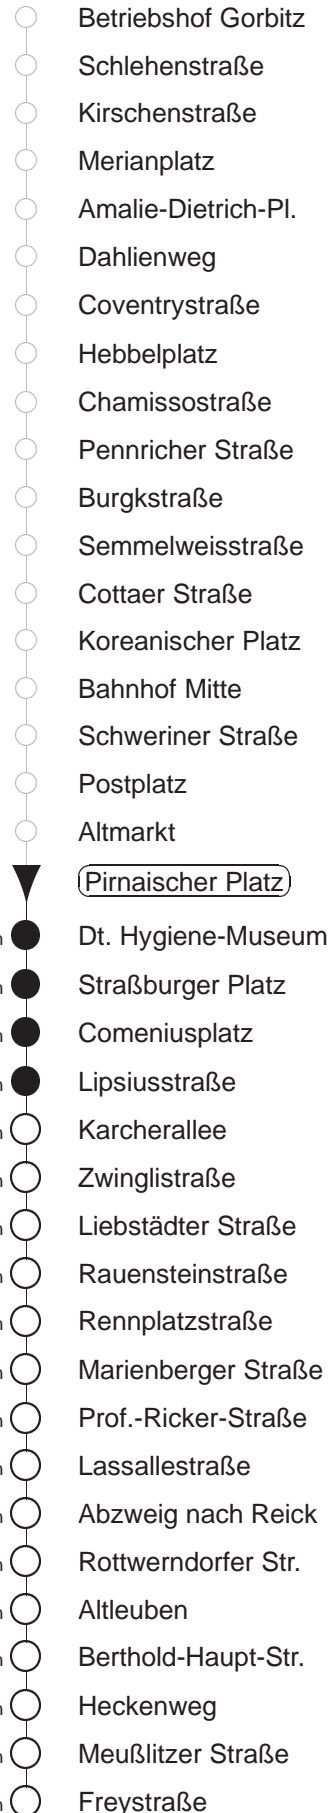 Betriebshof Gorbitz
Schlehenstraße
Kirschenstraße
Merianplatz
Amalie-Dietrich-Pl.
Dahlienweg
Coventrystraße
Hebbelplatz
Chamissostraße
Pennricher Straße
Burgkstraße
Semmelweisstraße
Cottaer Straße
Koreanischer Platz
Bahnhof Mitte
Schweriner Straße
Postplatz
Altmarkt
Pirnaischer Platz
Dt. Hygiene-Museum
Straßburger Platz
Comeniusplatz
Lipsiusstraße
Karcherallee
Zwinglistraße
Liebstädter Straße
Rauensteinstraße
Rennplatzstraße
Marienberger Straße
Prof.-Ricker-Straße
Lassallestraße
Abzweig nach Reick
Rottwerndorfer Str.
Altleuben
Berthold-Haupt-Str.
Heckenweg
Meußlitzer Straße
Freystraße